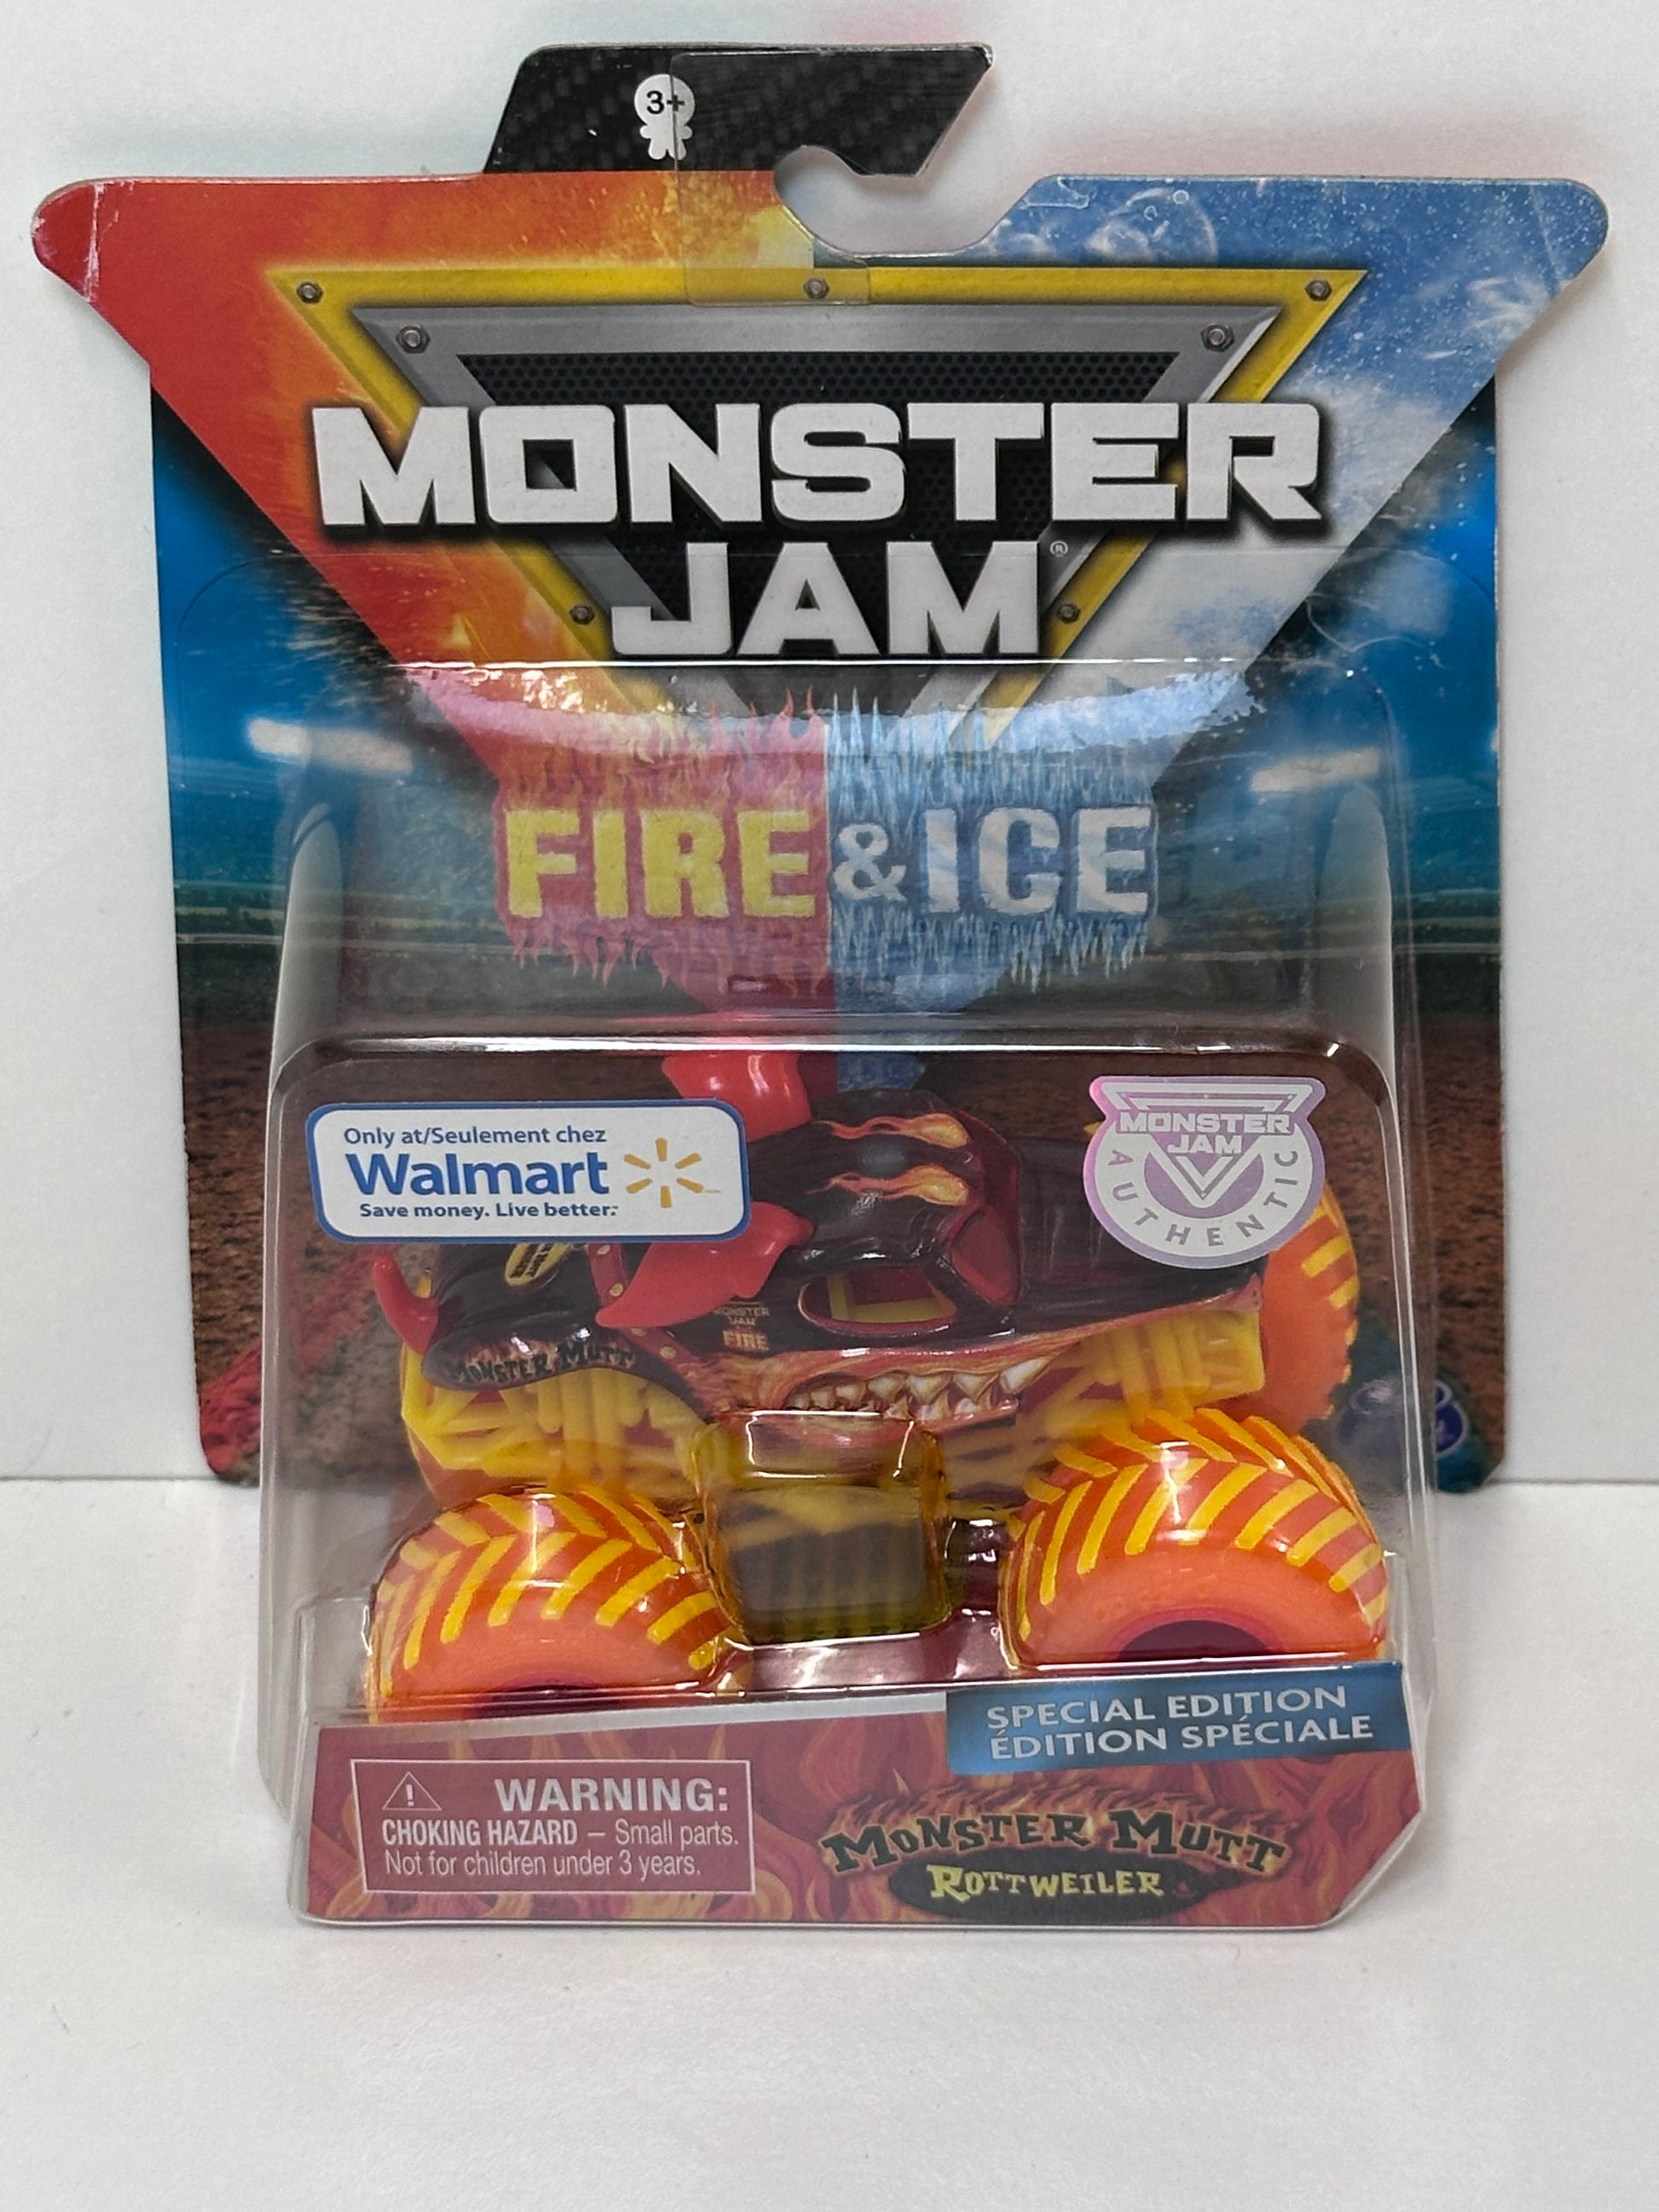 3+
MONSTER
JAM®
FIRE & ICE
Only at/Seulement chez
Walmart
Save money. Live better.
MONSTER
JAM
AUTHENTIC
MONSTER
JAM
FIRE
MONSTER MUTT
SPECIAL EDITION
ÉDITION SPÉCIALE
WARNING:
CHOKING HAZARD – Small parts.
Not for children under 3 years.
MONSTER MUTT
ROTTWEILER